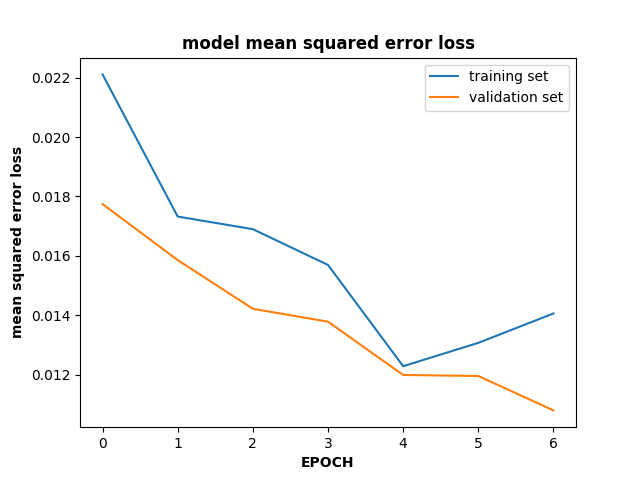 model mean squared error loss
training set
validation set
mean squared error loss
0.022
0.020
0.018
0.016
0.014
0.012
0 1 2 3 4 5 6
EPOCH